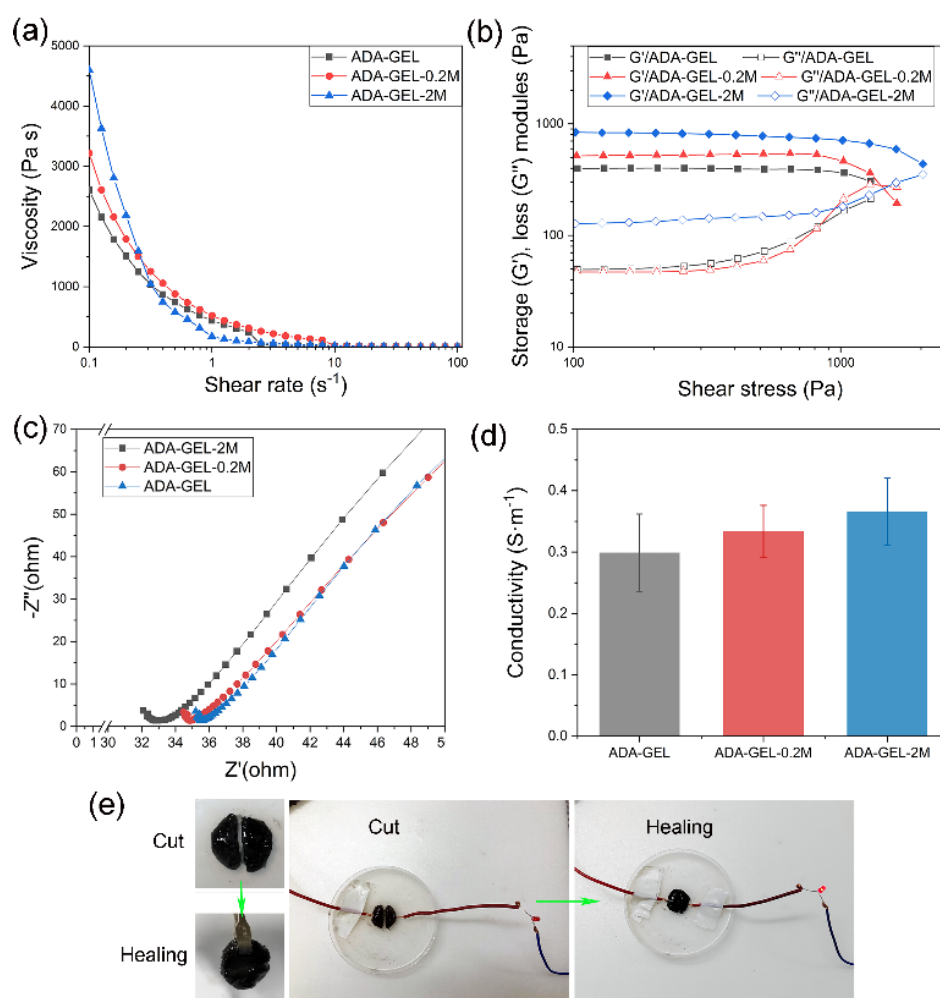 (a)
5000
4000
3000
2000
1000
0
Viscosity (Pa s)
ADA-GEL
ADA-GEL-0.2M
ADA-GEL-2M
0.1
1
10
100
Shear rate (s⁻¹)
(b)
Storage (G'), loss (G") modules (Pa)
G'/ADA-GEL
G"/ADA-GEL
G'/ADA-GEL-0.2M
G"/ADA-GEL-0.2M
G'/ADA-GEL-2M
G"/ADA-GEL-2M
1000
100
10
100
1000
Shear stress (Pa)
(c)
70
60
50
40
30
20
10
0
-Z"(ohm)
ADA-GEL-2M
ADA-GEL-0.2M
ADA-GEL
0 130 32 34 36 38 40 42 44 46 48 5
Z'(ohm)
(d)
0.5
0.4
0.3
0.2
0.1
0.0
Conductivity (S·m⁻¹)
ADA-GEL
ADA-GEL-0.2M
ADA-GEL-2M
(e)
Cut
Healing
Cut
Healing